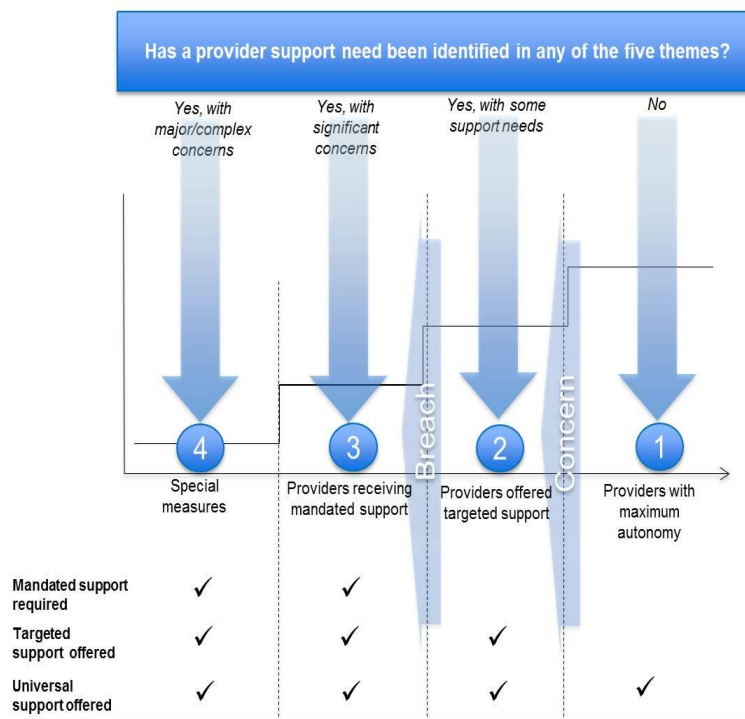 Has a provider support need been identified in any of the five themes?
Yes, with
major/complex
concerns
Yes, with
significant
concerns
Yes, with some
support needs
No
Breach
Concern
4
3
2
1
Special
measures
Providers receiving
mandated support
Providers offered
targeted support
Providers with
maximum
autonomy
Mandated support
required
✓ ✓
Targeted
support offered
✓ ✓ ✓
Universal
support offered
✓ ✓ ✓ ✓